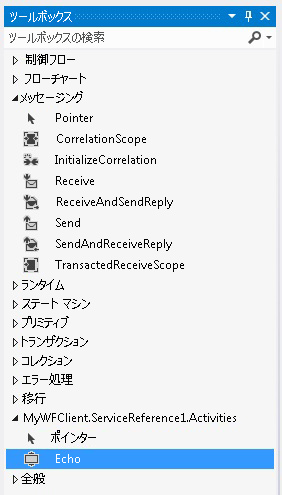 ツールボックス
ツールボックスの検索
制御フロー
フローチャート
メッセージング
Pointer
CorrelationScope
InitializeCorrelation
Receive
ReceiveAndSendReply
Send
SendAndReceiveReply
TransactedReceiveScope
ランタイム
ステート マシン
プリミティブ
トランザクション
コレクション
エラー処理
移行
MyWFClient.ServiceReference1.Activities
ポインター
Echo
全般